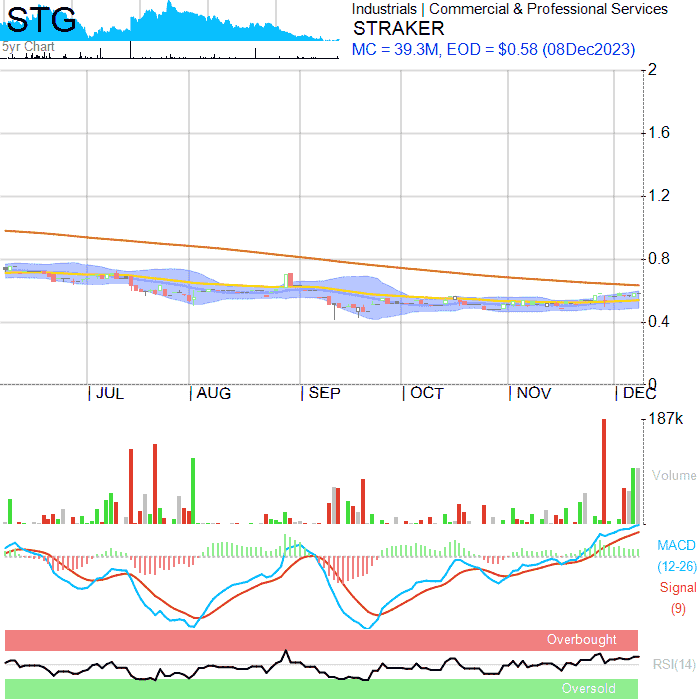 STG
5yr Chart
Industrials | Commercial & Professional Services
STRAKER
MC = 39.3M, EOD = $0.58 (08Dec2023)
2
1.6
1.2
0.8
0.4
0
JUL AUG SEP OCT NOV DEC
187k
Volume
MACD
(12-26)
Signal
(9)
Overbought
RSI(14)
Oversold